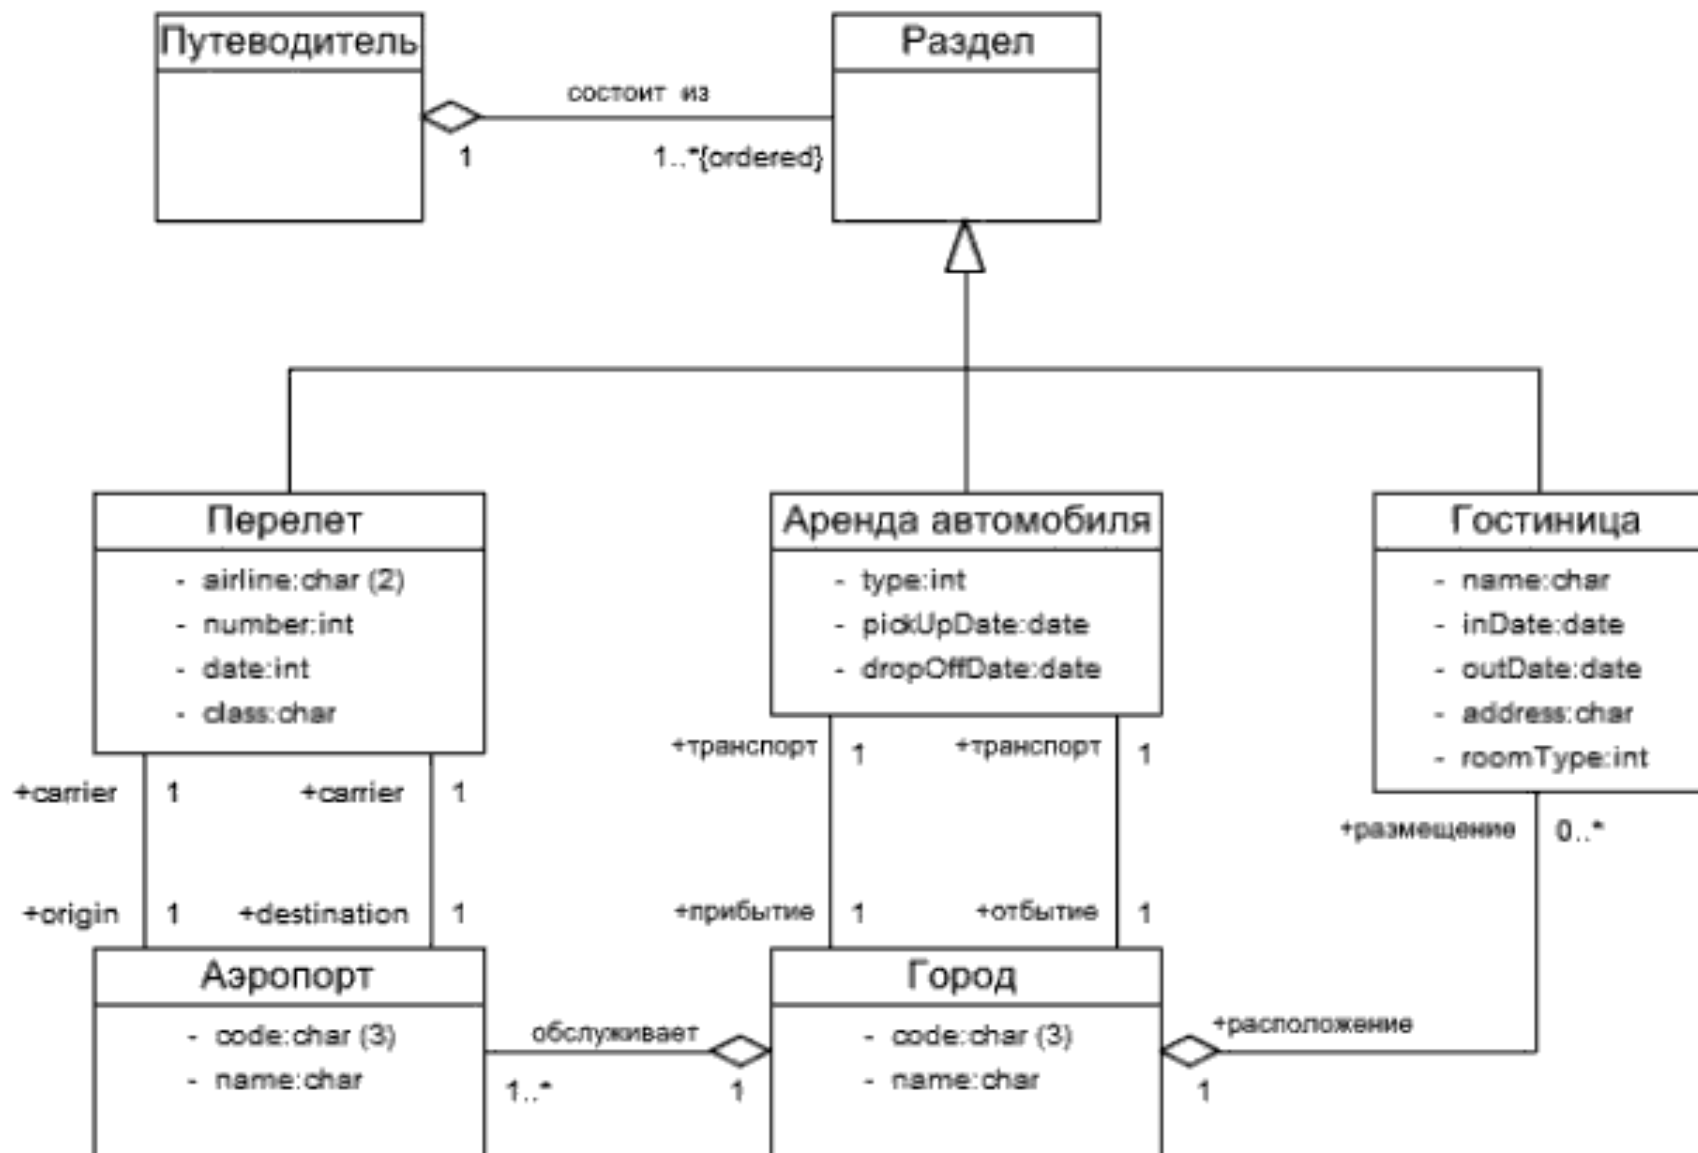 Путеводитель
Раздел
состоит из
1
1..*{ordered}
Перелет
- airline:char (2)
- number:int
- date:int
- class:char
Аренда автомобиля
- type:int
- pickUpDate:date
- dropOffDate:date
Гостиница
- name:char
- inDate:date
- outDate:date
- address:char
- roomType:int
+carrier 1 +carrier 1
+транспорт 1 +транспорт 1
+размещение 0..*
+origin 1 +destination 1
+прибытие 1 +отбытие 1
Аэропорт
- code:char (3)
- name:char
обслуживает
1..* 1
Город
- code:char (3)
- name:char
+расположение
1